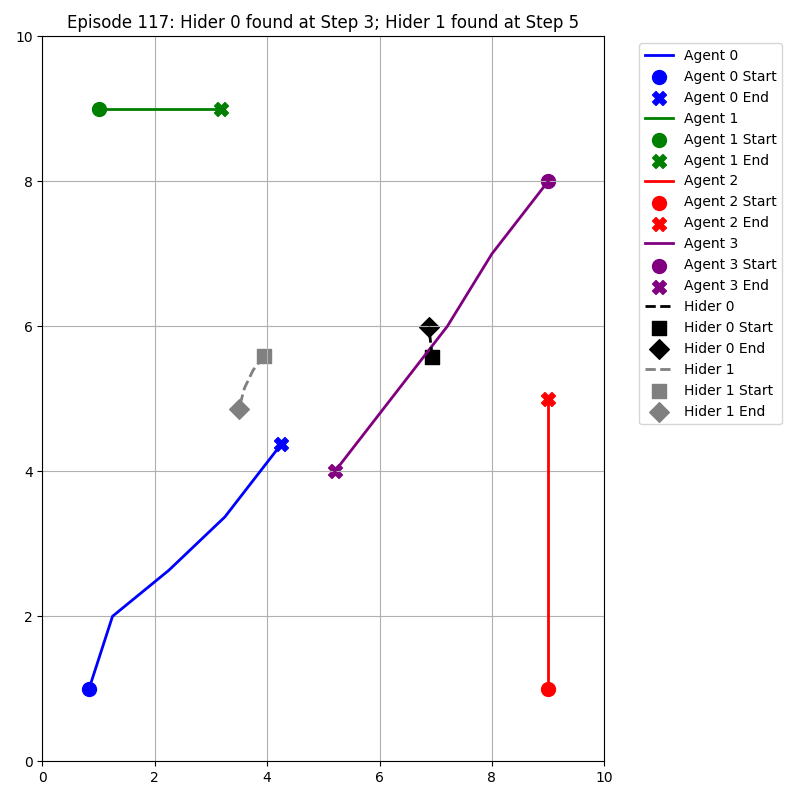 Episode 117: Hider 0 found at Step 3; Hider 1 found at Step 5
10
8
6
4
2
0
0 2 4 6 8 10
Agent 0
Agent 0 Start
Agent 0 End
Agent 1
Agent 1 Start
Agent 1 End
Agent 2
Agent 2 Start
Agent 2 End
Agent 3
Agent 3 Start
Agent 3 End
Hider 0
Hider 0 Start
Hider 0 End
Hider 1
Hider 1 Start
Hider 1 End